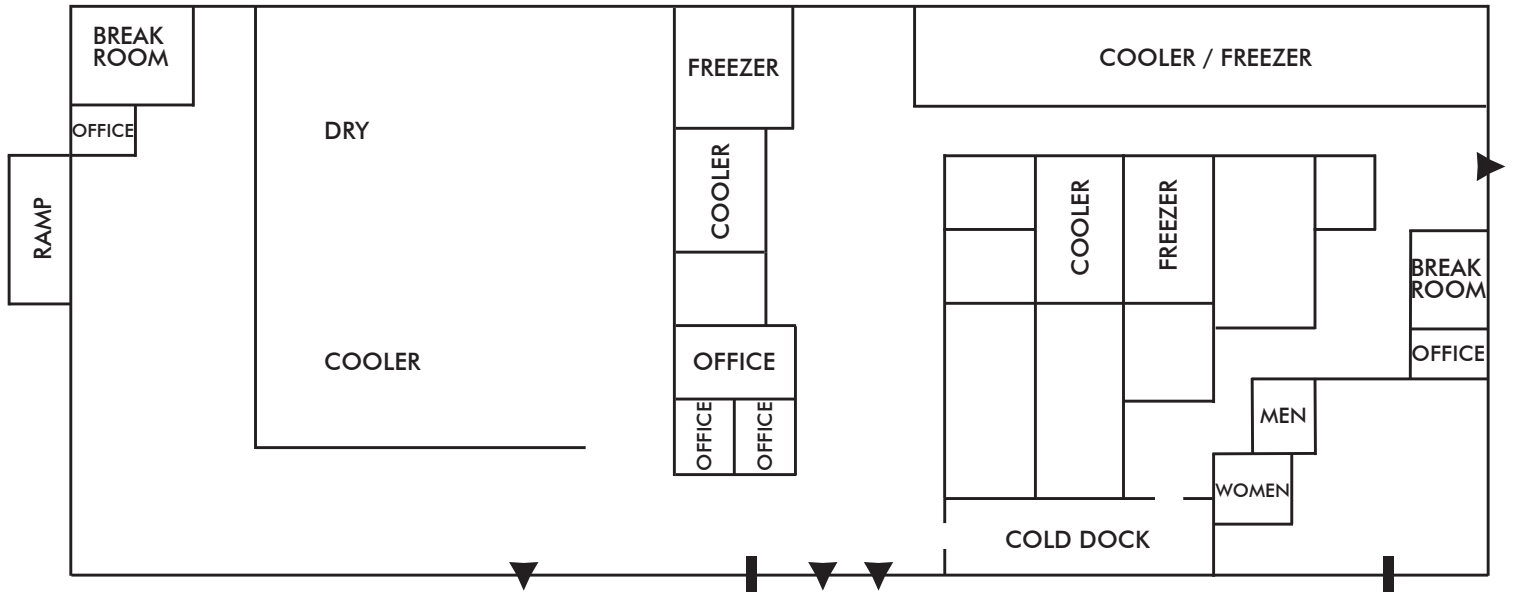 BREAK
ROOM
FREEZER
COOLER / FREEZER
OFFICE
DRY
COOLER
RAMP
COOLER
FREEZER
BREAK
ROOM
COOLER
OFFICE
OFFICE
OFFICE
OFFICE
MEN
WOMEN
COLD DOCK